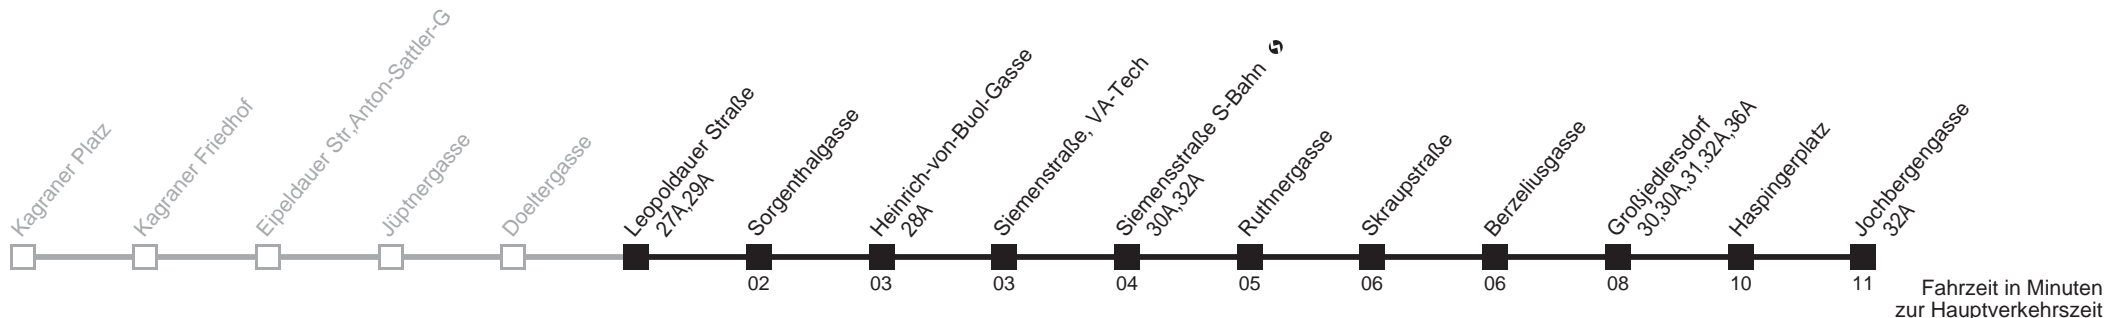 Kagraner Platz
Kagraner Friedhof
Eipeldauer Str,Anton-Sattler-G
Jüptnergasse
Doeltergasse
Leopoldauer Straße
27A,29A
Sorgenthalgasse
Heinrich-von-Buol-Gasse
28A
Siemenstraße, VA-Tech
Siemensstraße S-Bahn
30A,32A
Ruthnergasse
Skraupstraße
Berzeliusgasse
Großjedlersdorf
30,30A,31,32A,36A
Haspingerplatz
Jochbergengasse
32A
02
03
03
04
05
06
06
08
10
11
Fahrzeit in Minuten
zur Hauptverkehrszeit